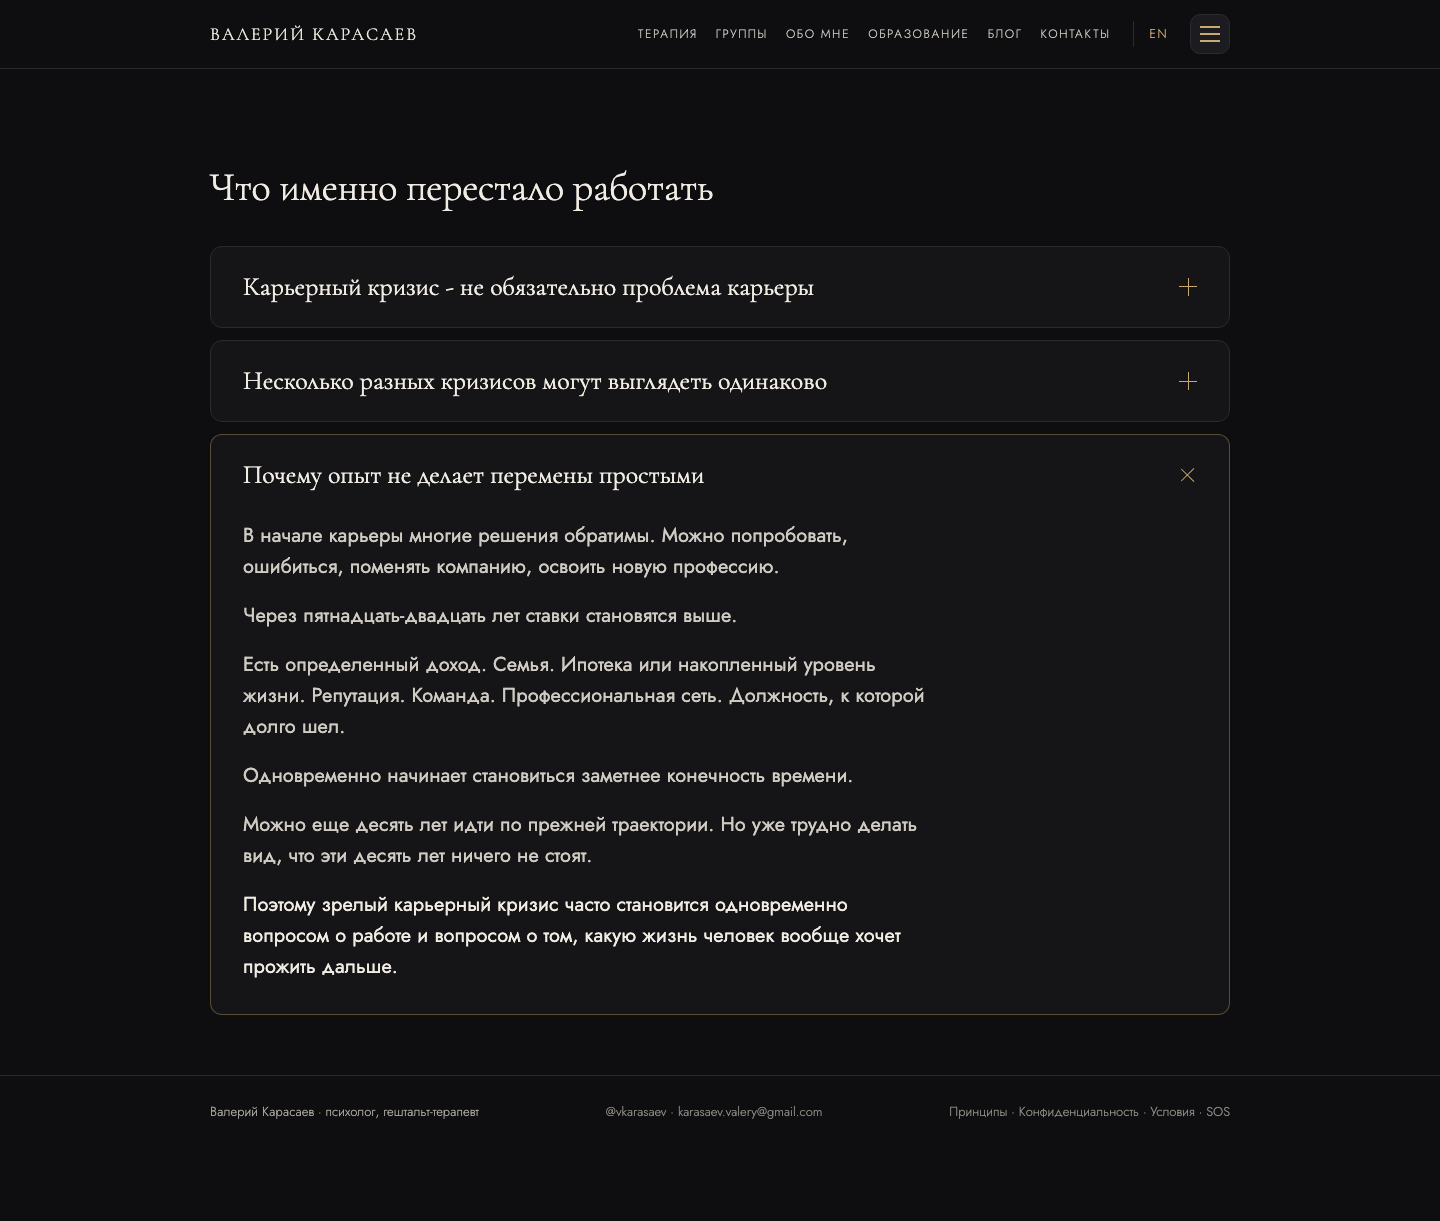 ВАЛЕРИЙ КАРАСАЕВ
ТЕРАПИЯ ГРУППЫ ОБО МНЕ ОБРАЗОВАНИЕ БЛОГ КОНТАКТЫ EN
Что именно перестало работать
Карьерный кризис - не обязательно проблема карьеры
Несколько разных кризисов могут выглядеть одинаково
Почему опыт не делает перемены простыми
В начале карьеры многие решения обратимы. Можно попробовать,
ошибиться, поменять компанию, освоить новую профессию.
Через пятнадцать-двадцать лет ставки становятся выше.
Есть определенный доход. Семья. Ипотека или накопленный уровень
жизни. Репутация. Команда. Профессиональная сеть. Должность, к которой
долго шел.
Одновременно начинает становиться заметнее конечность времени.
Можно еще десять лет идти по прежней траектории. Но уже трудно делать
вид, что эти десять лет ничего не стоят.
Поэтому зрелый карьерный кризис часто становится одновременно
вопросом о работе и вопросом о том, какую жизнь человек вообще хочет
прожить дальше.
Валерий Карасаев · психолог, гештальт-терапевт
@vkarasaev · karasaev.valery@gmail.com
Принципы · Конфиденциальность · Условия · SOS